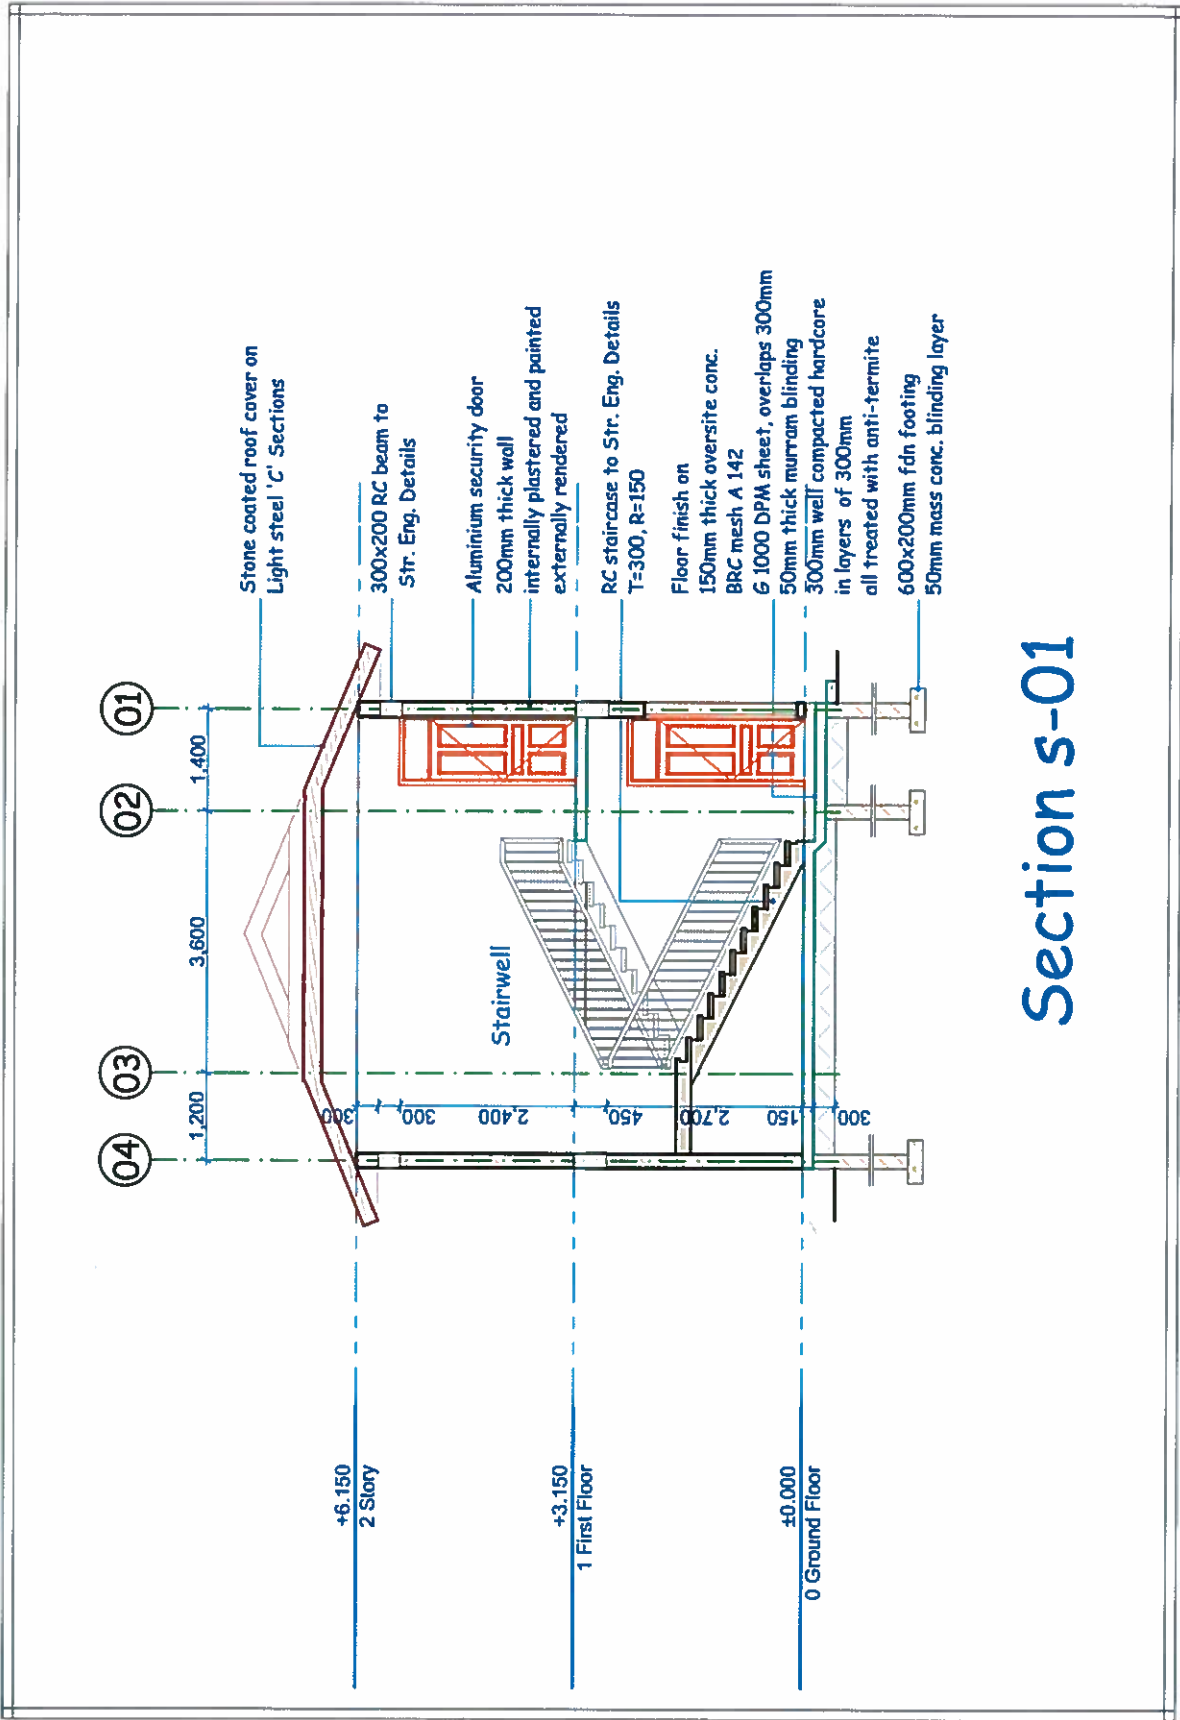 04
03
02
01
1,200
3,600
1,400
Stone coated roof cover on
Light steel 'C' Sections
300x200 RC beam to
Str. Eng. Details
Aluminium security door
200mm thick wall
internally plastered and painted
externally rendered
RC staircase to Str. Eng. Details
T=300, R=150
Floor finish on
150mm thick oversite conc.
BRC mesh A 142
G 1000 DPM sheet, overlaps 300mm
50mm thick murram blinding
300mm well compacted hardcore
in layers of 300mm
all treated with anti-termite
600x200mm fdn footing
50mm mass conc. blinding layer
Stairwell
300
300
2,400
450
2,700
150
300
+6.150
2 Story
+3.150
1 First Floor
±0.000
0 Ground Floor
Section s-01